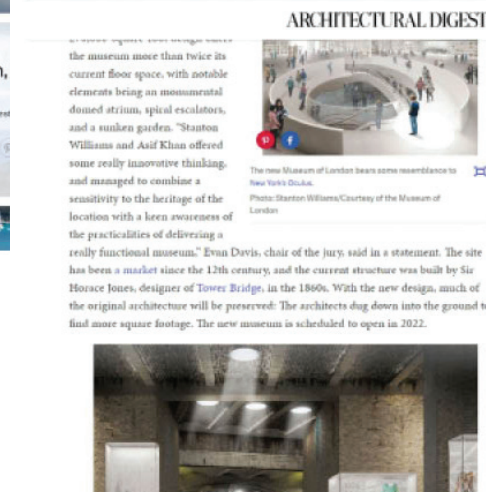 ARCHITECTURAL DIGEST
the museum more than twice its
current floor space, with notable
elements being an monumental
domed atrium, spiral escalators,
and a sunken garden. "Stanton
Williams and Asif Khan offered
some really innovative thinking,
and managed to combine a
sensitivity to the heritage of the
location with a keen awareness of
the practicalities of delivering a
The new Museum of London bears some resemblance to
New York's Oculus.
Photo: Stanton Williams/Courtesy of the Museum of
London
really functional museum," Evan Davis, chair of the jury, said in a statement. The site
has been a market since the 12th century, and the current structure was built by Sir
Horace Jones, designer of Tower Bridge, in the 1860s. With the new design, much of
the original architecture will be preserved: The architects dug down into the ground to
find more square footage. The new museum is scheduled to open in 2022.